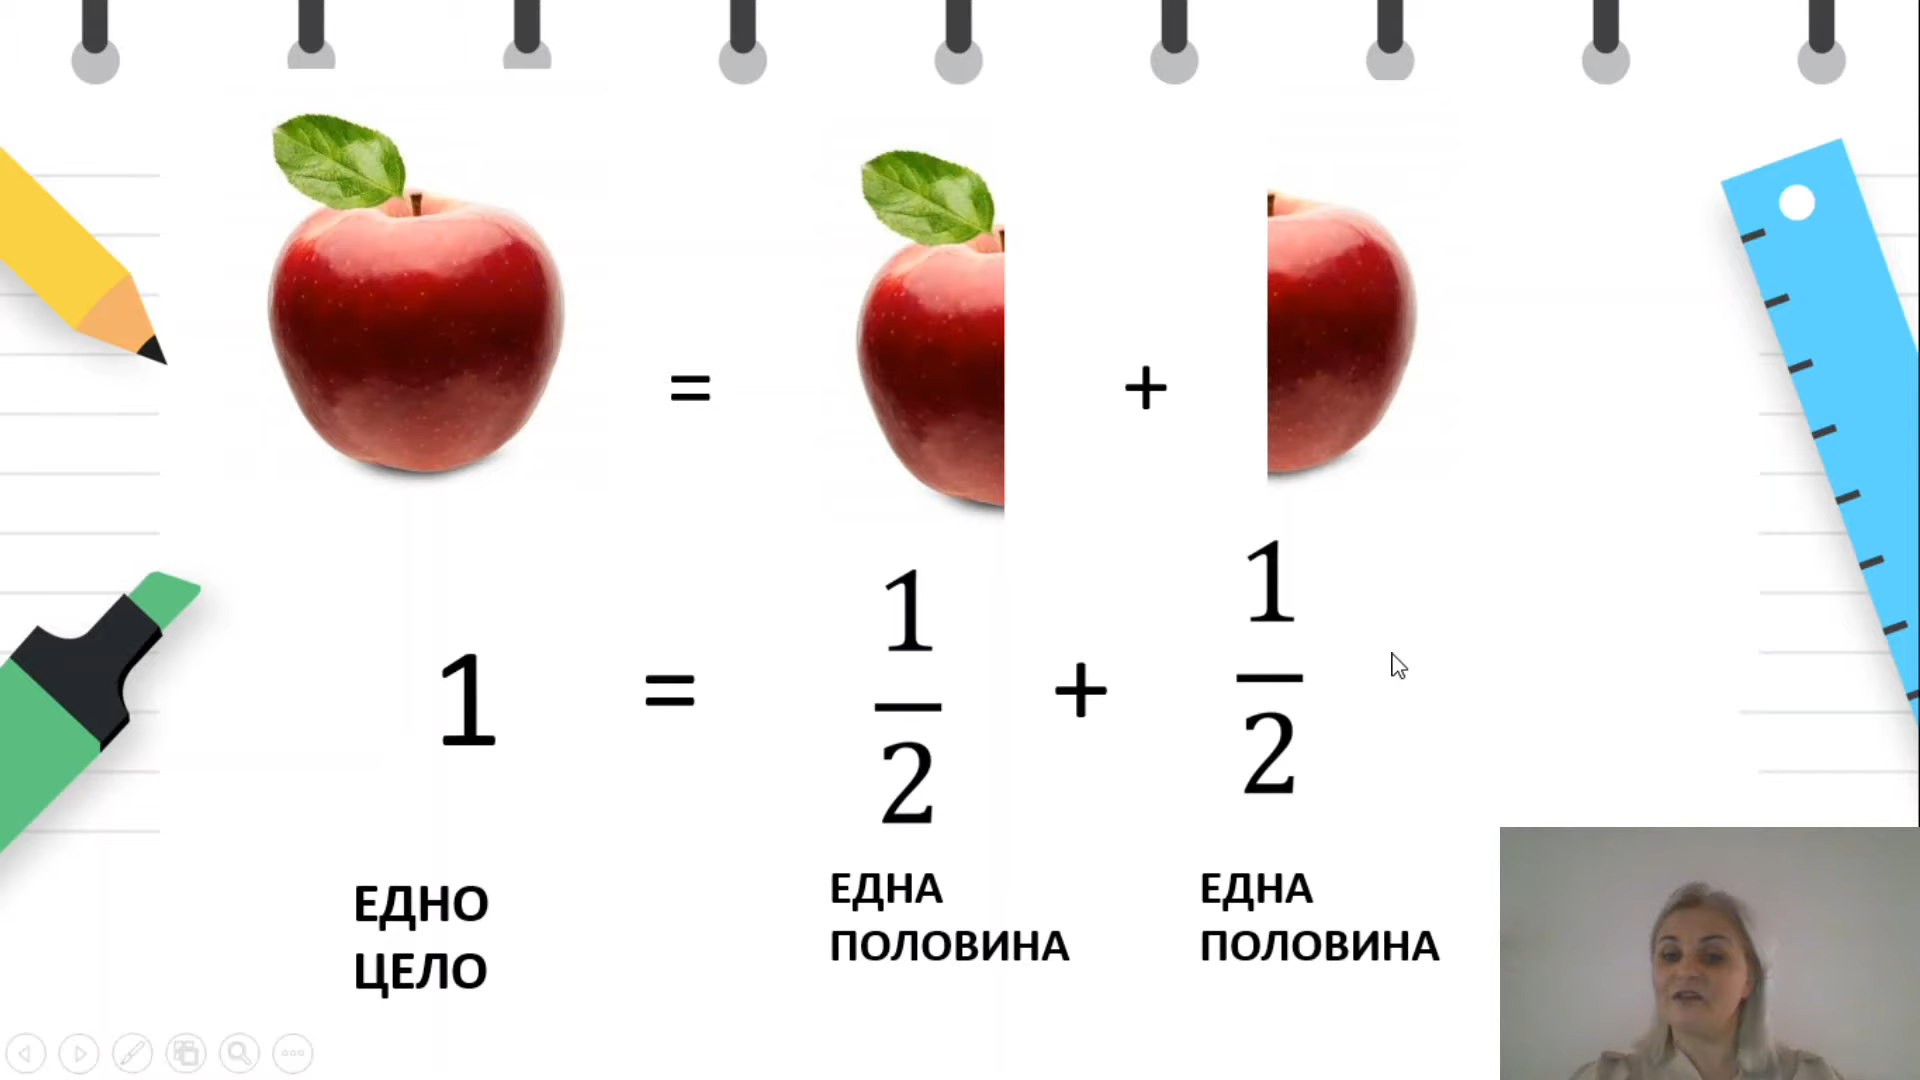 = +
1 = 1/2 + 1/2
ЕДНО
ЦЕЛО
ЕДНА
ПОЛОВИНА
ЕДНА
ПОЛОВИНА